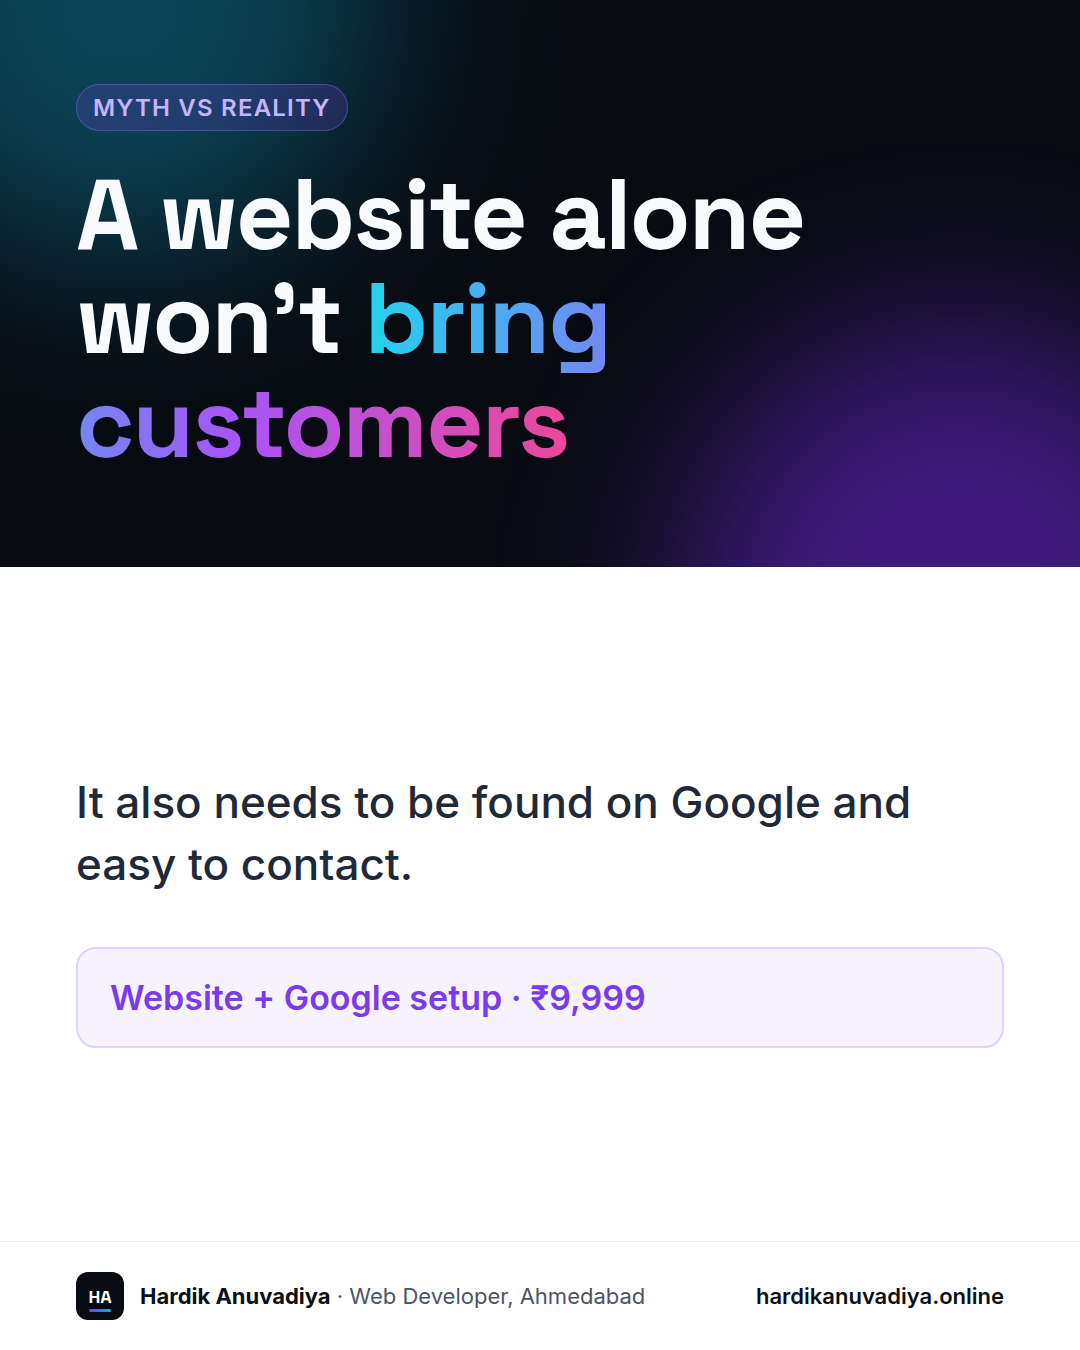 MYTH VS REALITY
A website alone
won’t bring
customers
It also needs to be found on Google and
easy to contact.
Website + Google setup · ₹9,999
HA
Hardik Anuvadiya · Web Developer, Ahmedabad
hardikanuvadiya.online